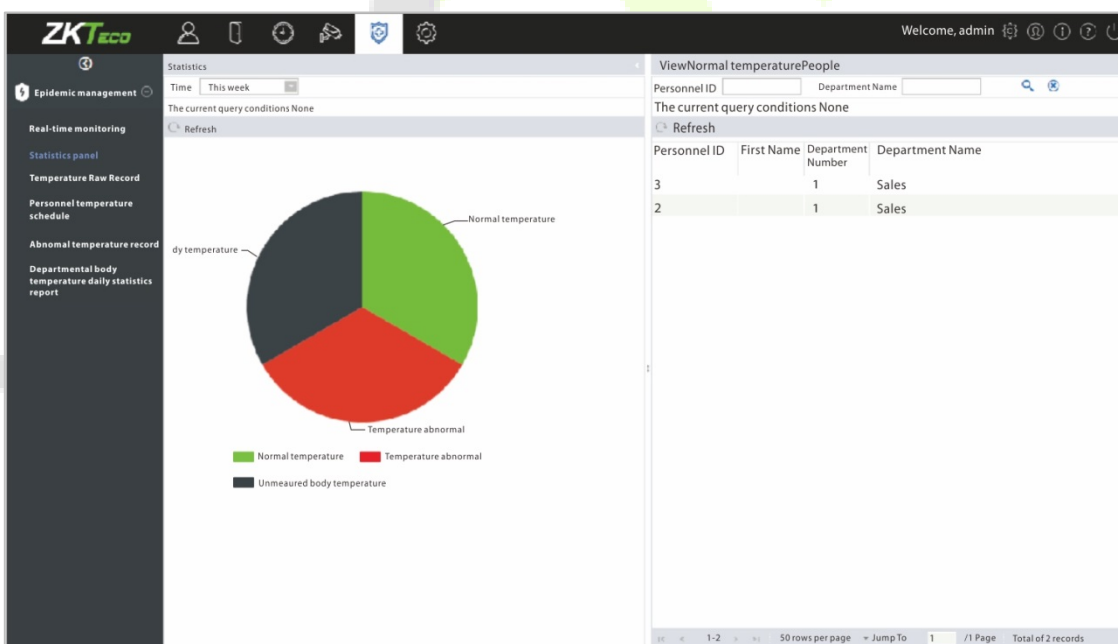 ZKTECO
Welcome, admin
Epidemic management
Real-time monitoring
Statistics panel
Temperature Raw Record
Personnel temperature
schedule
Abnomal temperature record
Departmental body
temperature daily statistics
report
Statistics
Time This week
The current query conditions None
Refresh
Normal temperature
dy temperature
Temperature abnormal
Normal temperature Temperature abnormal
Unmeaured body temperature
ViewNormal temperaturePeople
Personnel ID Department Name
The current query conditions None
Refresh
Personnel ID First Name Department Number Department Name
3 1 Sales
2 1 Sales
1-2 50 rows per page Jump To 1 /1 Page Total of 2 records